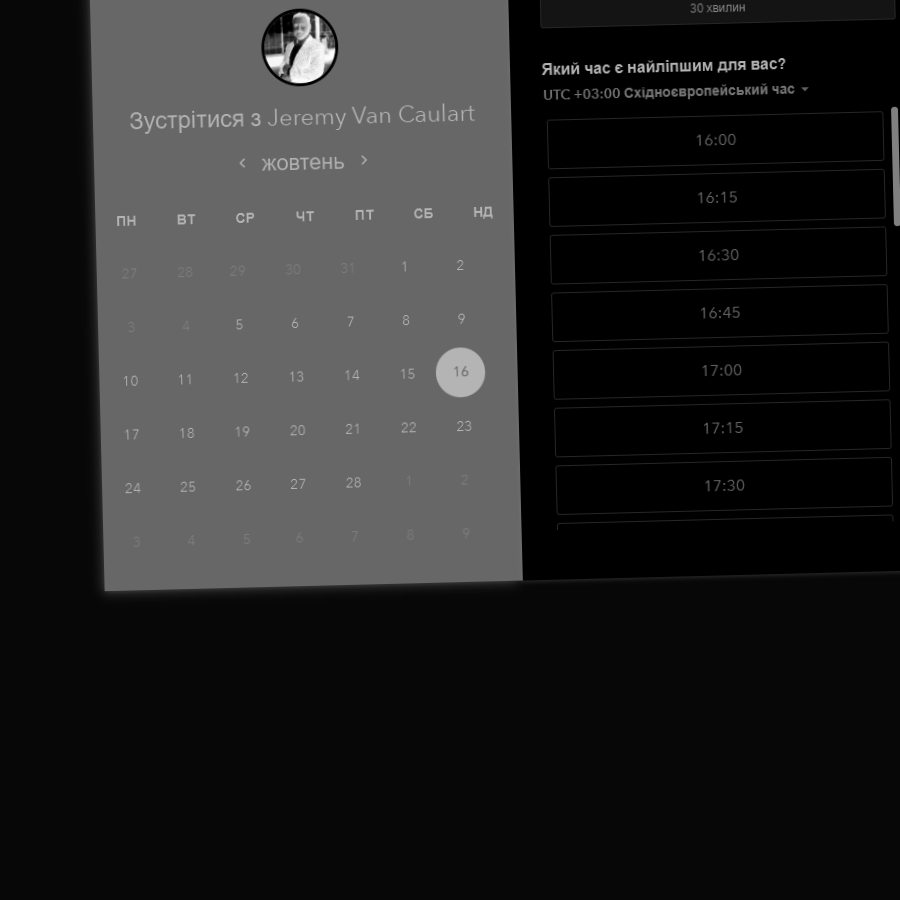 Зустрітися з Jeremy Van Caulart
жовтень
ПН ВТ СР ЧТ ПТ СБ НД
27 28 29 30 31 1 2
3 4 5 6 7 8 9
10 11 12 13 14 15 16
17 18 19 20 21 22 23
24 25 26 27 28 1 2
3 4 5 6 7 8 9
30 хвилин
Який час є найліпшим для вас?
UTC +03:00 Східноєвропейський час
16:00
16:15
16:30
16:45
17:00
17:15
17:30